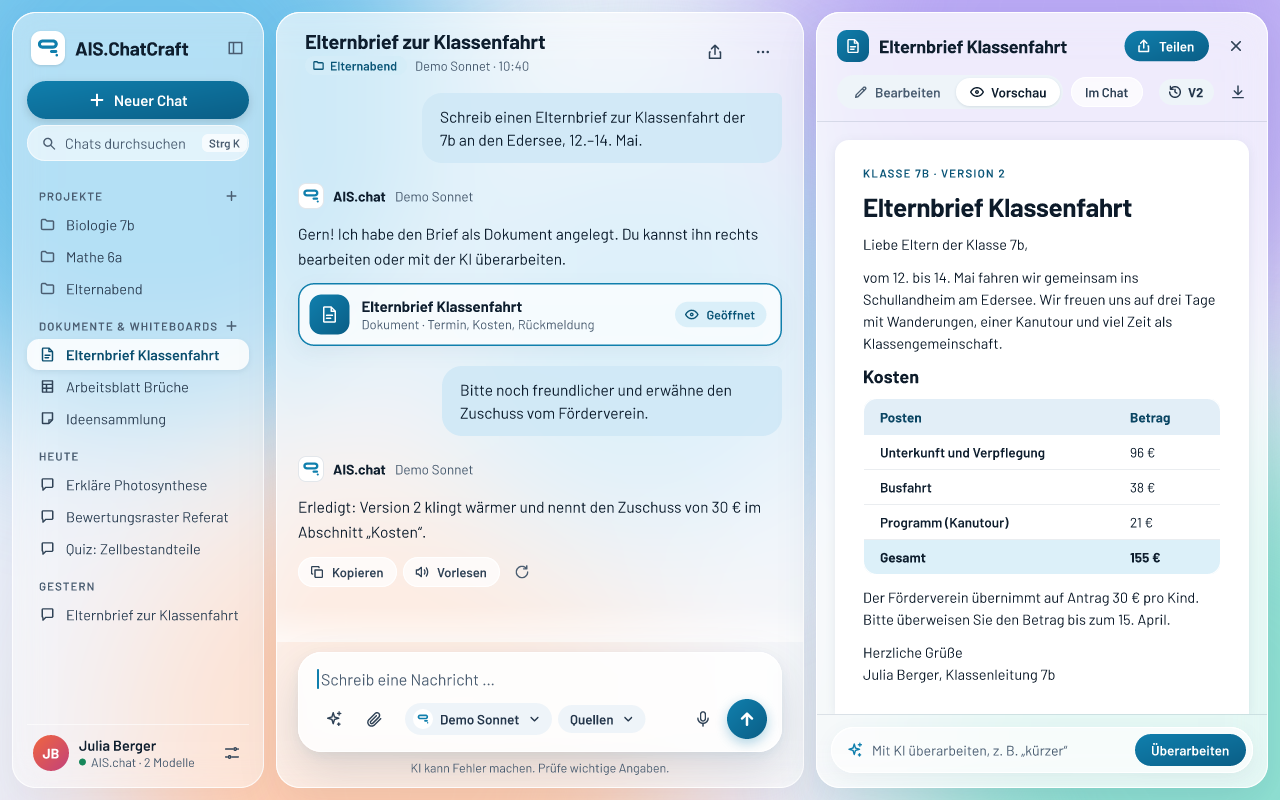 AIS.ChatCraft
Neuer Chat
Chats durchsuchen
Strg K
PROJEKTE
Biologie 7b
Mathe 6a
Elternabend
DOKUMENTE & WHITEBOARDS
Elternbrief Klassenfahrt
Arbeitsblatt Brüche
Ideensammlung
HEUTE
Erkläre Photosynthese
Bewertungsraster Referat
Quiz: Zellbestandteile
GESTERN
Elternbrief zur Klassenfahrt
JB
Julia Berger
AIS.chat · 2 Modelle
Elternbrief zur Klassenfahrt
Elternabend
Demo Sonnet · 10:40
Schreib einen Elternbrief zur Klassenfahrt der
7b an den Edersee, 12.–14. Mai.
AIS.chat Demo Sonnet
Gern! Ich habe den Brief als Dokument angelegt. Du kannst ihn rechts
bearbeiten oder mit der KI überarbeiten.
Elternbrief Klassenfahrt
Dokument · Termin, Kosten, Rückmeldung
Geöffnet
Bitte noch freundlicher und erwähne den
Zuschuss vom Förderverein.
AIS.chat Demo Sonnet
Erledigt: Version 2 klingt wärmer und nennt den Zuschuss von 30 € im
Abschnitt „Kosten“.
Kopieren
Vorlesen
Schreib eine Nachricht ...
Demo Sonnet
Quellen
KI kann Fehler machen. Prüfe wichtige Angaben.
Elternbrief Klassenfahrt
Teilen
Bearbeiten
Vorschau
Im Chat
V2
KLASSE 7B · VERSION 2
Elternbrief Klassenfahrt
Liebe Eltern der Klasse 7b,
vom 12. bis 14. Mai fahren wir gemeinsam ins
Schullandheim am Edersee. Wir freuen uns auf drei Tage
mit Wanderungen, einer Kanutour und viel Zeit als
Klassengemeinschaft.
Kosten
Posten Betrag
Unterkunft und Verpflegung 96 €
Busfahrt 38 €
Programm (Kanutour) 21 €
Gesamt 155 €
Der Förderverein übernimmt auf Antrag 30 € pro Kind.
Bitte überweisen Sie den Betrag bis zum 15. April.
Herzliche Grüße
Julia Berger, Klassenleitung 7b
Mit KI überarbeiten, z. B. „kürzer“
Überarbeiten